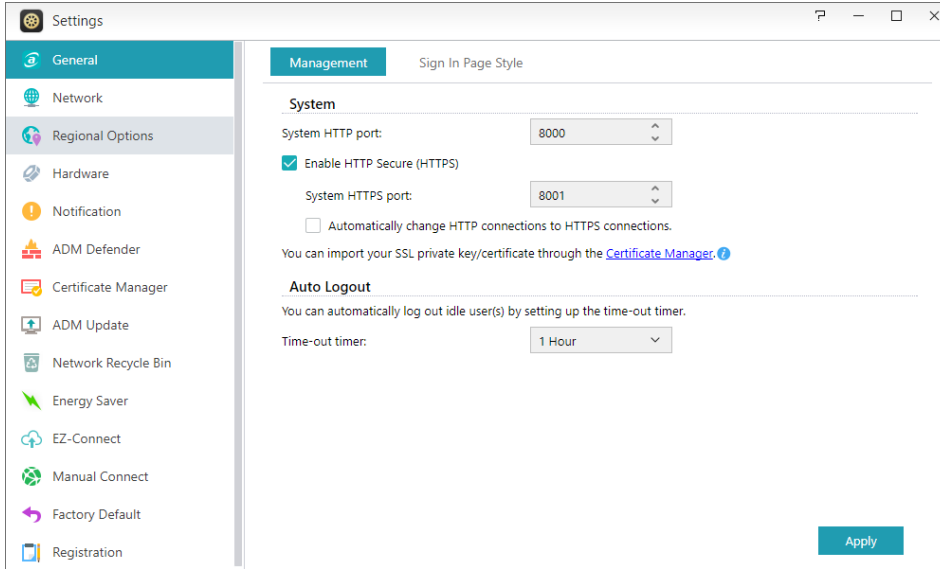 Settings
General
Network
Regional Options
Hardware
Notification
ADM Defender
Certificate Manager
ADM Update
Network Recycle Bin
Energy Saver
EZ-Connect
Manual Connect
Factory Default
Registration
Management
Sign In Page Style
System
System HTTP port:
8000
Enable HTTP Secure (HTTPS)
System HTTPS port:
8001
Automatically change HTTP connections to HTTPS connections.
You can import your SSL private key/certificate through the Certificate Manager.
Auto Logout
You can automatically log out idle user(s) by setting up the time-out timer.
Time-out timer:
1 Hour
Apply